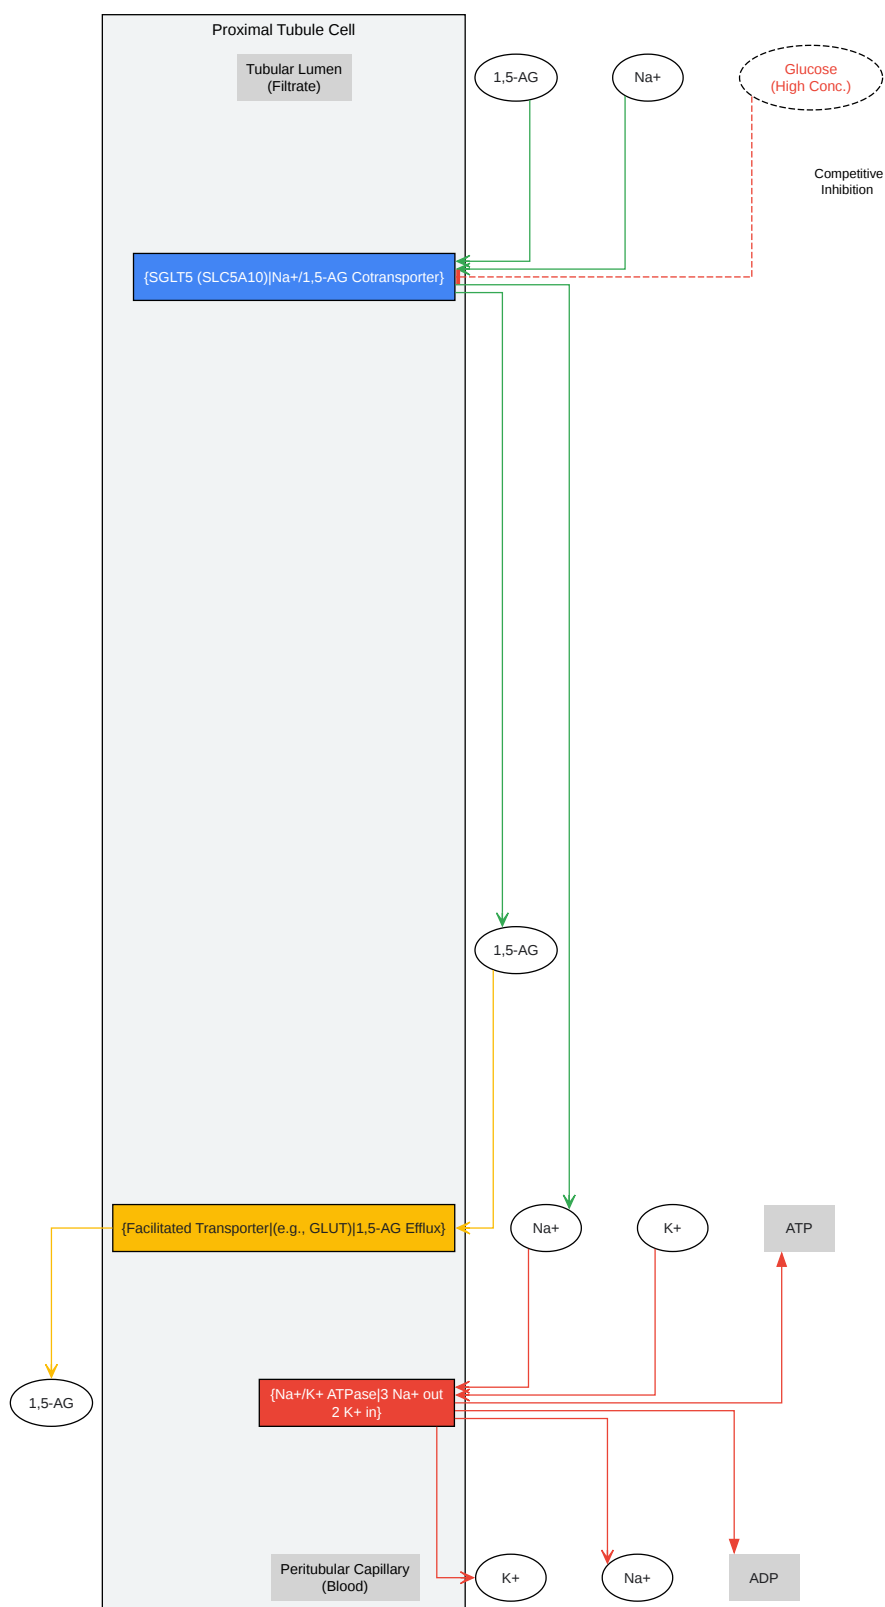 Proximal Tubule Cell
Tubular Lumen
(Filtrate)
1,5-AG
Na+
Glucose
(High Conc.)
Competitive
Inhibition
{SGLT5 (SLC5A10)|Na+/1,5-AG Cotransporter}
1,5-AG
{Facilitated Transporter|(e.g., GLUT)|1,5-AG Efflux}
Na+
K+
ATP
1,5-AG
{Na+/K+ ATPase|3 Na+ out
2 K+ in}
Peritubular Capillary
(Blood)
K+
Na+
ADP